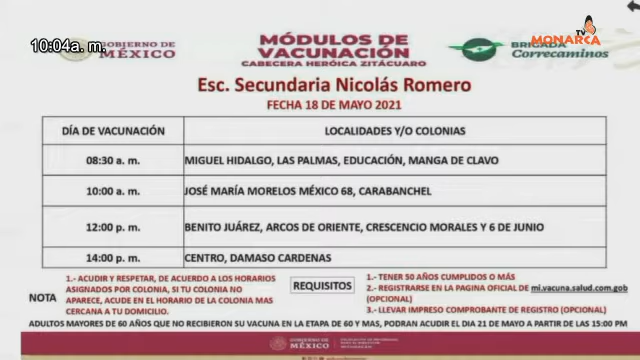 10:04a. m.
GOBIERNO DE
MÉXICO
MÓDULOS DE
VACUNACIÓN
CABECERA HERÓICA ZITÁCUARO
BRIGADA
Correcaminos
TV
MONARCA
Esc. Secundaria Nicolás Romero
FECHA 18 DE MAYO 2021
DÍA DE VACUNACIÓN LOCALIDADES Y/O COLONIAS
08:30 a. m. MIGUEL HIDALGO, LAS PALMAS, EDUCACIÓN, MANGA DE CLAVO
10:00 a. m. JOSÉ MARÍA MORELOS MÉXICO 68, CARABANCHEL
12:00 p. m. BENITO JUÁREZ, ARCOS DE ORIENTE, CRESCENCIO MORALES Y 6 DE JUNIO
14:00 p. m. CENTRO, DAMASO CARDENAS
NOTA
1.- ACUDIR Y RESPETAR, DE ACUERDO A LOS HORARIOS
ASIGNADOS POR COLONIA, SI TU COLONIA NO
APARECE, ACUDE EN EL HORARIO DE LA COLONIA MAS
CERCANA A TU DOMICILIO.
REQUISITOS
1.- TENER 50 AÑOS CUMPLIDOS O MÁS
2.- REGISTRARSE EN LA PAGINA OFICIAL DE mi.vacuna.salud.com.gob
(OPCIONAL)
3.- LLEVAR IMPRESO COMPROBANTE DE REGISTRO (OPCIONAL)
ADULTOS MAYORES DE 60 AÑOS QUE NO RECIBIERON SU VACUNA EN LA ETAPA DE 60 Y MAS, PODRAN ACUDIR EL DIA 21 DE MAYO A PARTIR DE LAS 15:00 PM
GOBIERNO DE
MÉXICO